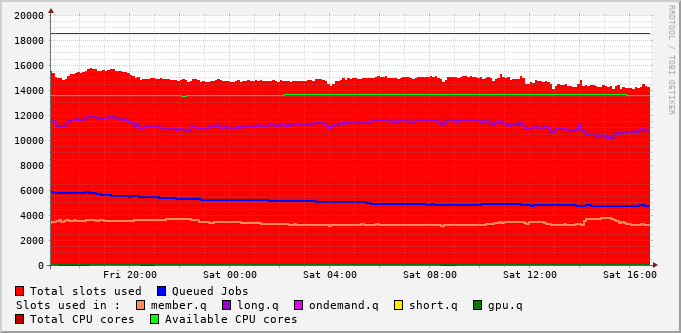 RRDTOOL / TOBI OETIKER
20000
18000
16000
14000
12000
10000
8000
6000
4000
2000
0
Fri 20:00 Sat 00:00 Sat 04:00 Sat 08:00 Sat 12:00 Sat 16:00
Total slots used Queued Jobs
Slots used in : member.q long.q ondemand.q short.q gpu.q
Total CPU cores Available CPU cores